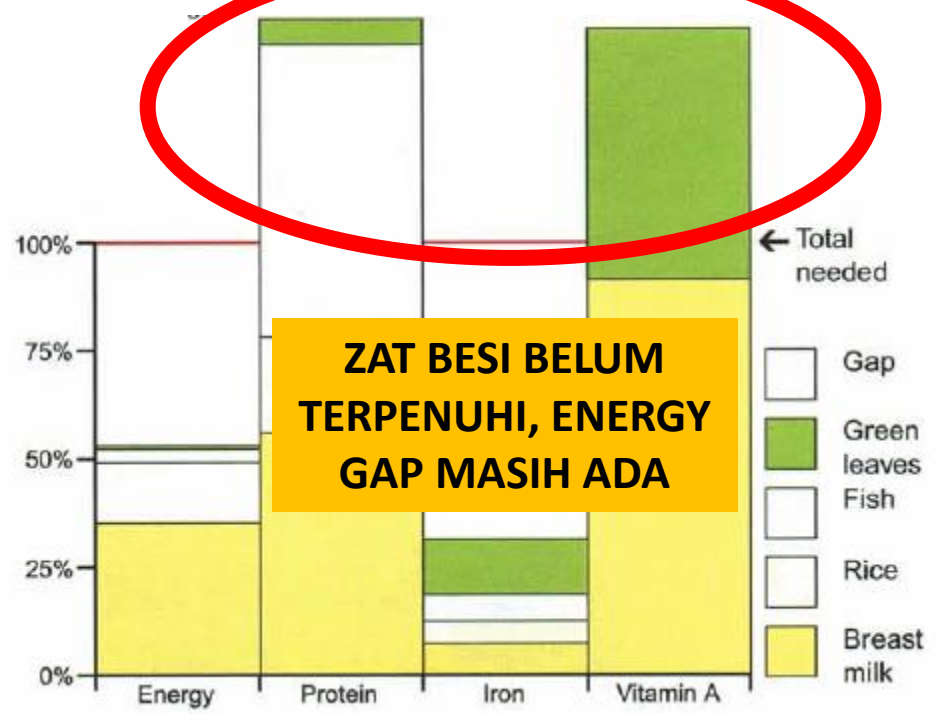 100%
Total
needed
75%
50%
25%
0%
ZAT BESI BELUM
TERPENUHI, ENERGY
GAP MASIH ADA
Gap
Green
leaves
Fish
Rice
Breast
milk
Energy
Protein
Iron
Vitamin A